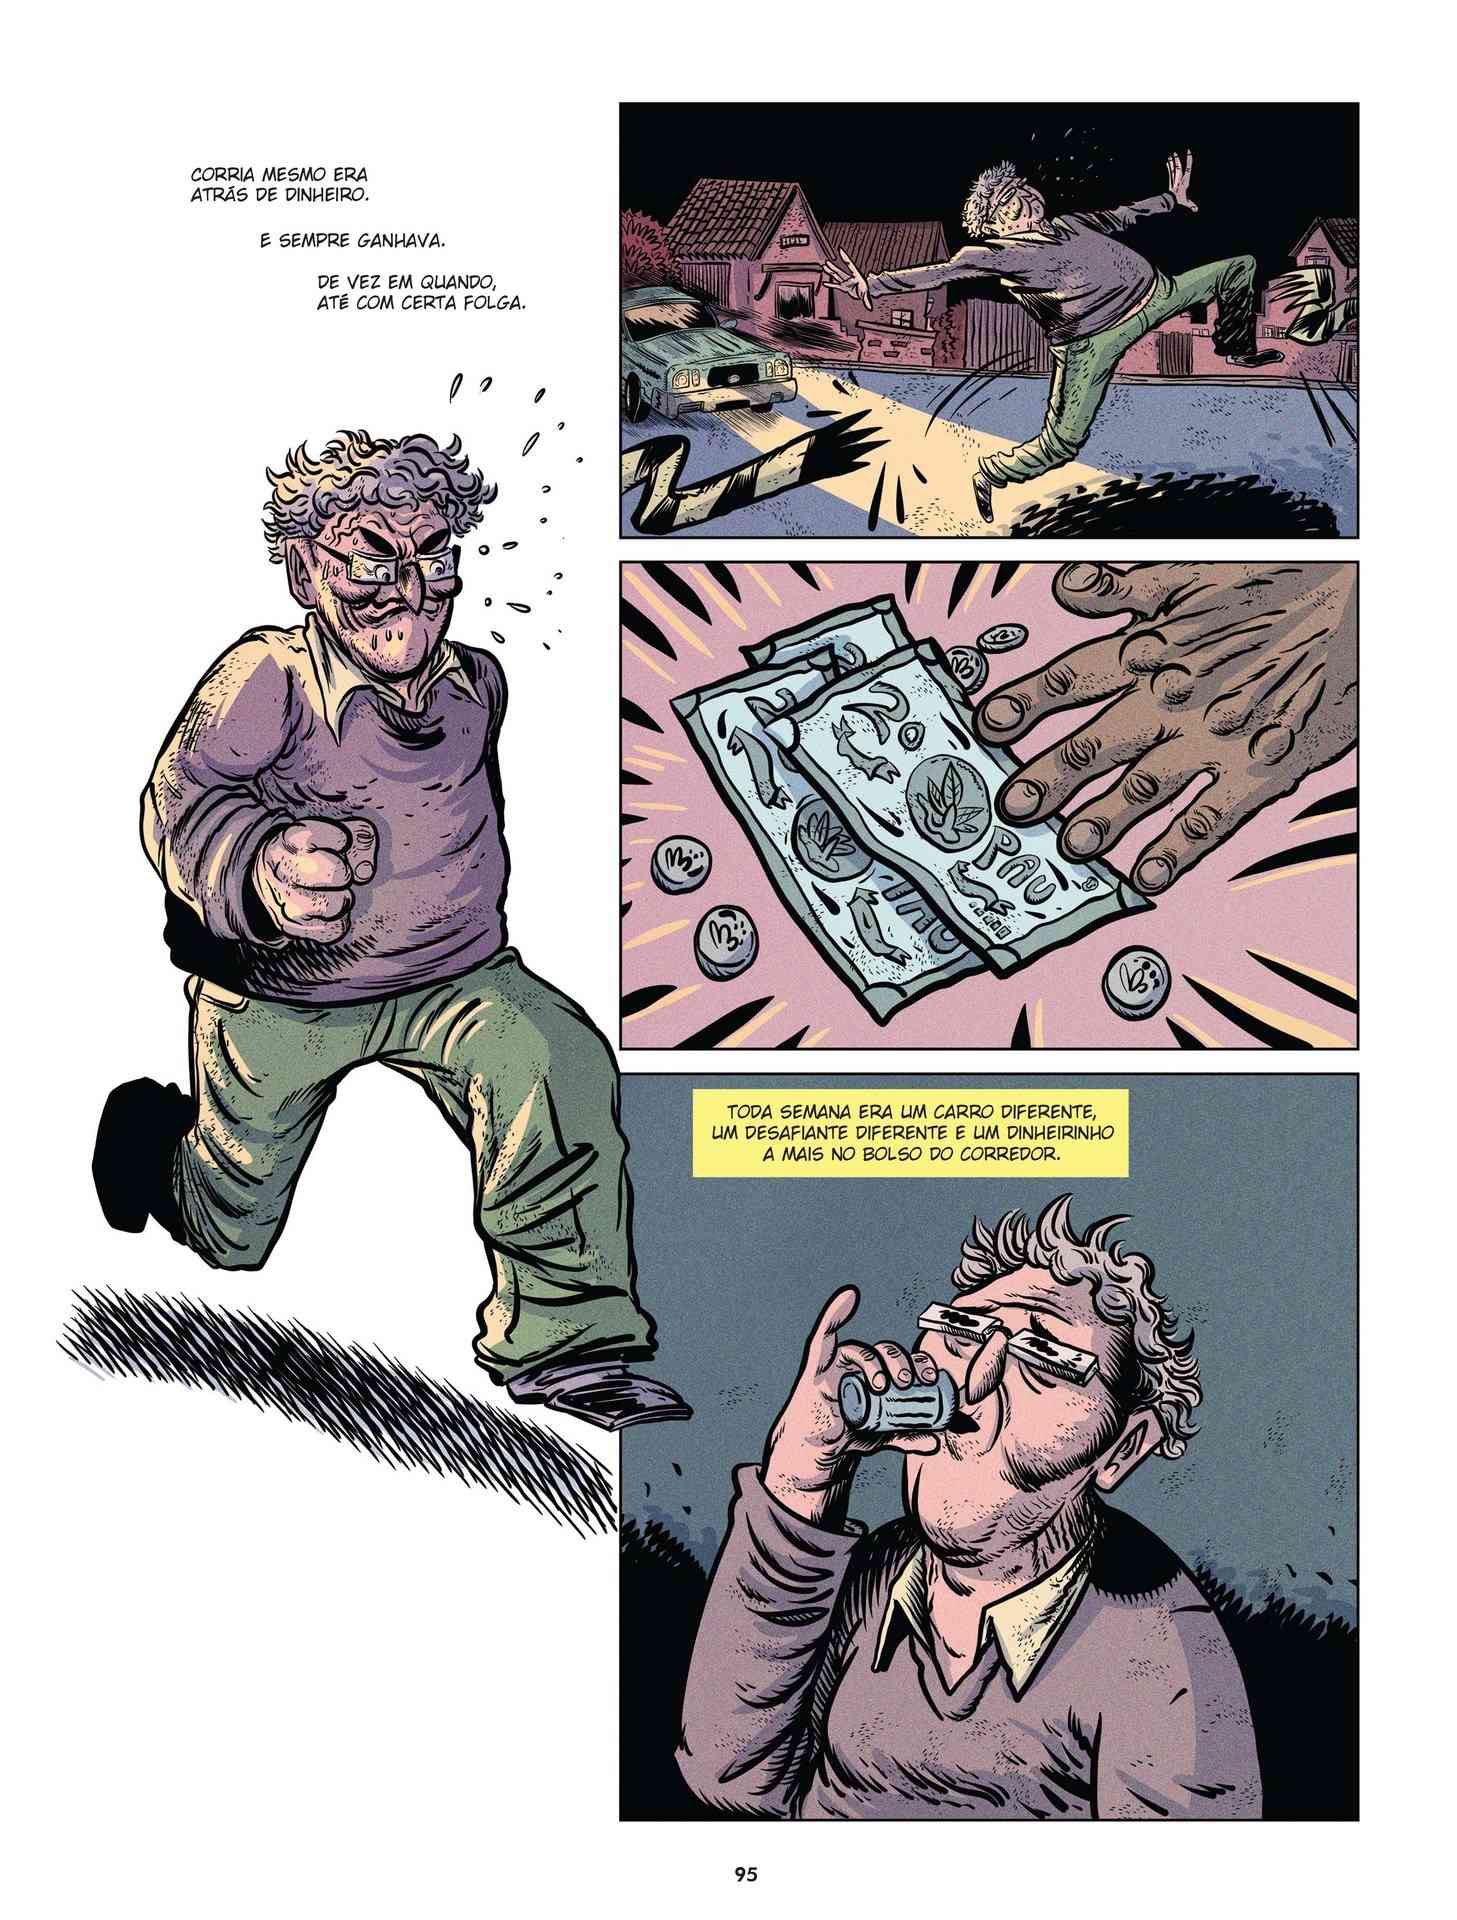 CORRIA MESMO ERA
ATRÁS DE DINHEIRO.
E SEMPRE GANHAVA.
DE VEZ EM QUANDO,
ATÉ COM CERTA FOLGA.
PAU
TODA SEMANA ERA UM CARRO DIFERENTE,
UM DESAFIANTE DIFERENTE E UM DINHEIRINHO
A MAIS NO BOLSO DO CORREDOR.
95